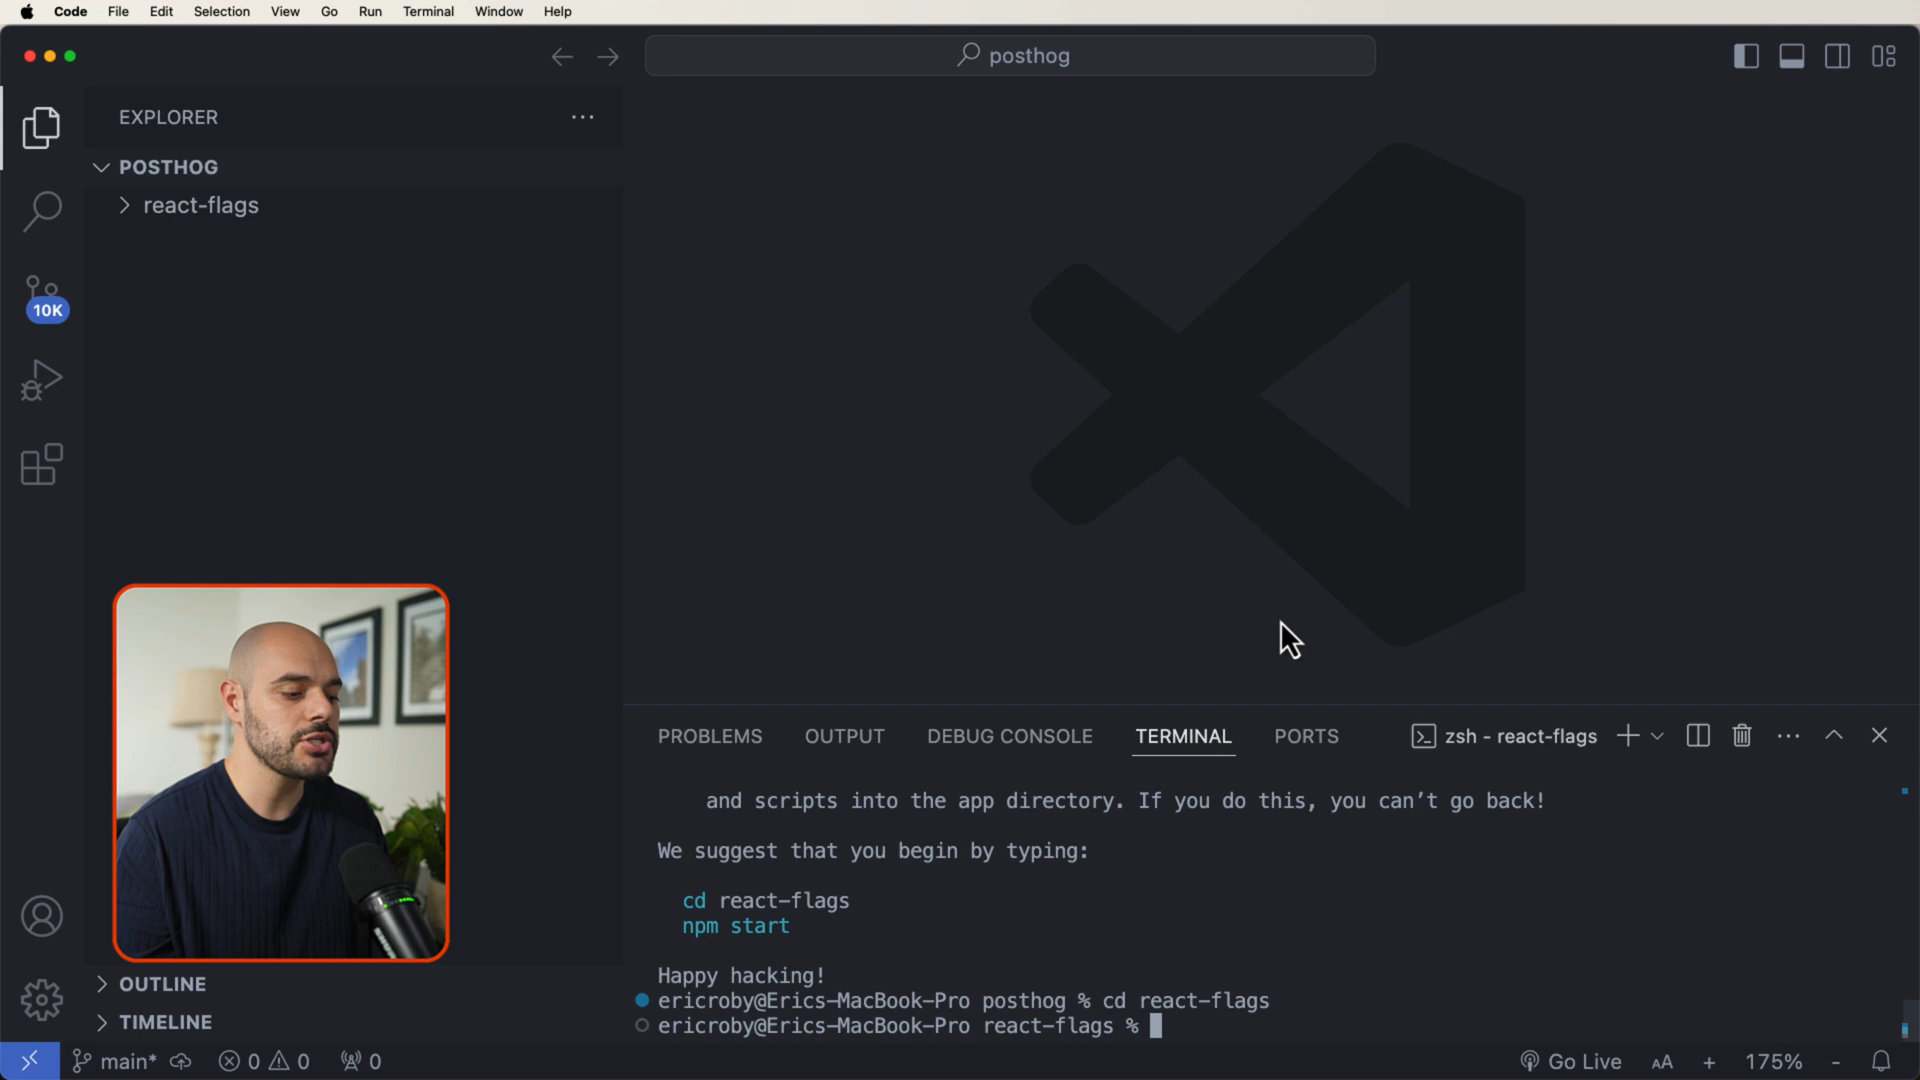 Code File Edit Selection View Go Run Terminal Window Help
posthog
EXPLORER
POSTHOG
react-flags
10K
PROBLEMS OUTPUT DEBUG CONSOLE TERMINAL PORTS zsh - react-flags
and scripts into the app directory. If you do this, you can’t go back!
We suggest that you begin by typing:
cd react-flags
npm start
Happy hacking!
ericroby@Erics-MacBook-Pro posthog % cd react-flags
ericroby@Erics-MacBook-Pro react-flags %
OUTLINE
TIMELINE
main* 0 0 0 Go Live AA + 175% -